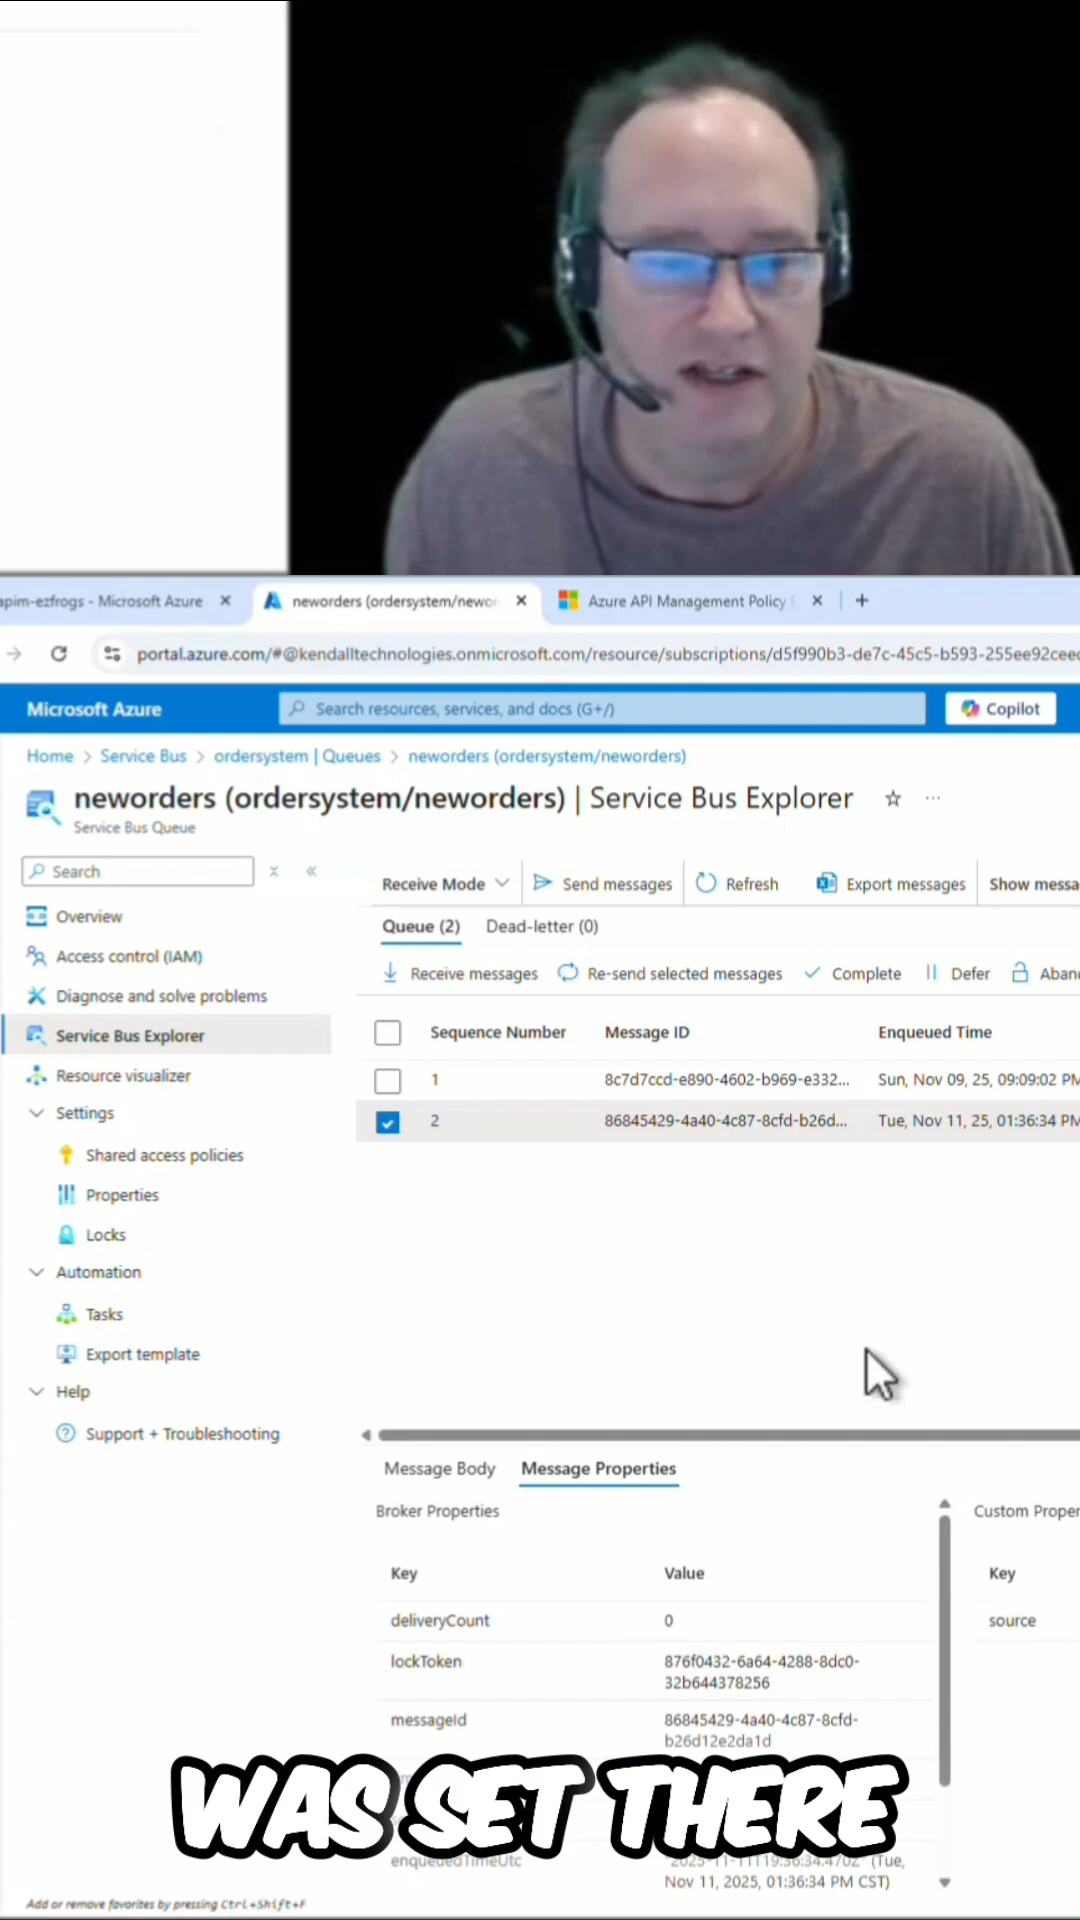 apim-ezfrogs - Microsoft Azure
neworders (ordersystem/newor
Azure API Management Policy
portal.azure.com/#@kendalltechnologies.onmicrosoft.com/resource/subscriptions/d5f990b3-de7c-45c5-b593-255ee92ceec
Microsoft Azure
Search resources, services, and docs (G+/)
Copilot
Home > Service Bus > ordersystem | Queues > neworders (ordersystem/neworders)
neworders (ordersystem/neworders) | Service Bus Explorer
Service Bus Queue
Search
Receive Mode
Send messages
Refresh
Export messages
Show messa
Overview
Queue (2)
Dead-letter (0)
Access control (IAM)
Receive messages
Re-send selected messages
Complete
Defer
Aband
Diagnose and solve problems
Service Bus Explorer
Sequence Number
Message ID
Enqueued Time
Resource visualizer
1
8c7d7ccd-e890-4602-b969-e332...
Sun, Nov 09, 25, 09:09:02 PM
Settings
2
86845429-4a40-4c87-8cfd-b26d...
Tue, Nov 11, 25, 01:36:34 PM
Shared access policies
Properties
Locks
Automation
Tasks
Export template
Help
Support + Troubleshooting
Message Body
Message Properties
Broker Properties
Custom Proper
Key
Value
Key
deliveryCount
0
source
lockToken
876f0432-6a64-4288-8dc0-
32b644378256
messageId
86845429-4a40-4c87-8cfd-
b26d12e2da1d
WAS SET THERE
enqueuedTimeUtc
"2025-11-11T19:36:34.470Z" (Tue,
Nov 11, 2025, 01:36:34 PM CST)
Add or remove favorites by pressing Ctrl+Shift+F